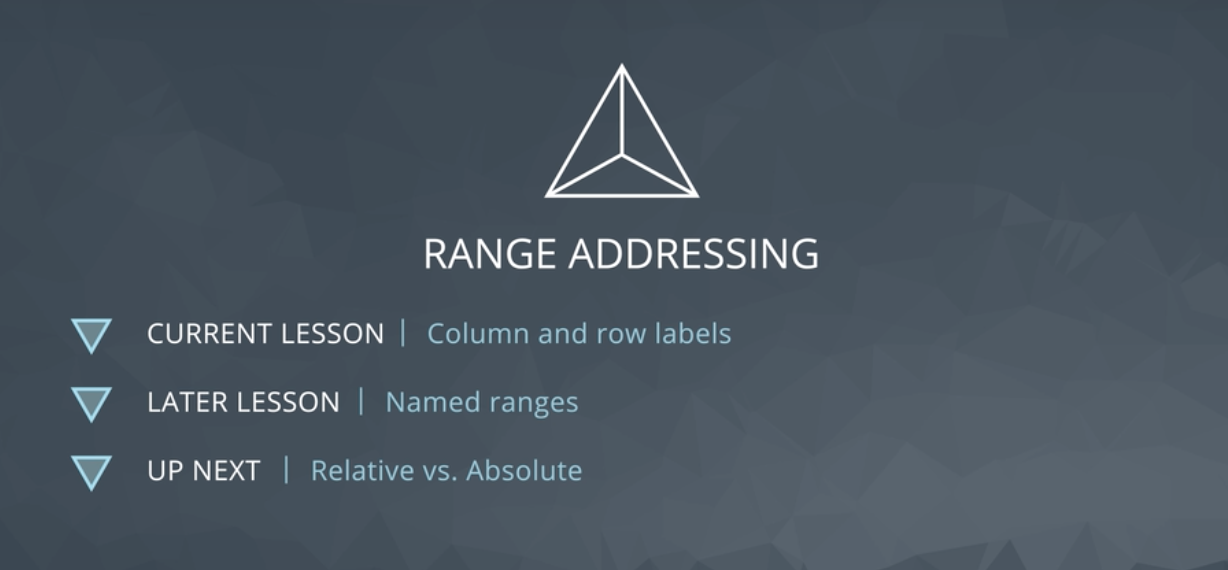 RANGE ADDRESSING
CURRENT LESSON | Column and row labels
LATER LESSON | Named ranges
UP NEXT | Relative vs. Absolute